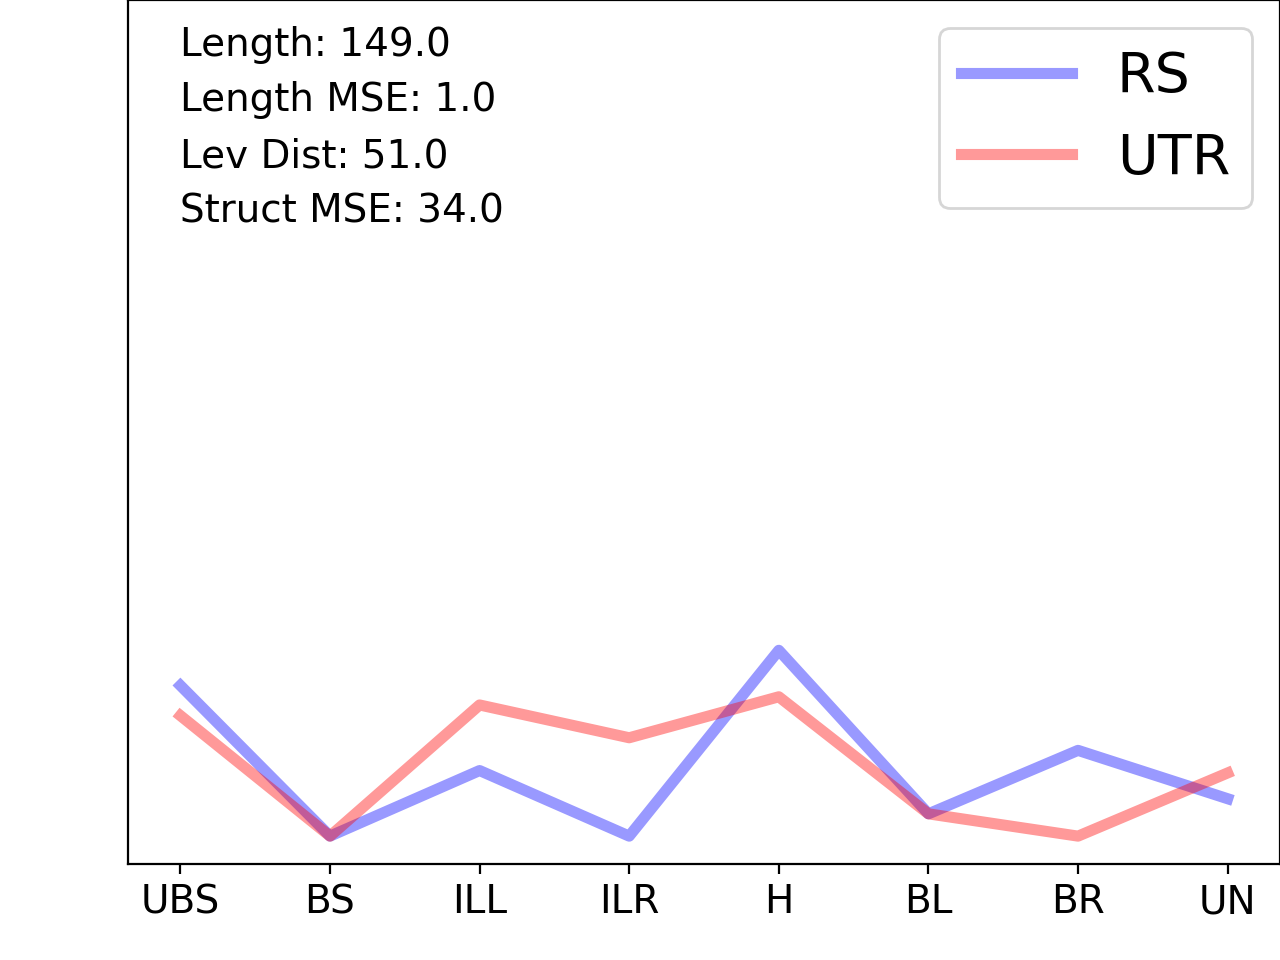 Length: 149.0
Length MSE: 1.0
Lev Dist: 51.0
Struct MSE: 34.0
RS
UTR
UBS BS ILL ILR H BL BR UN